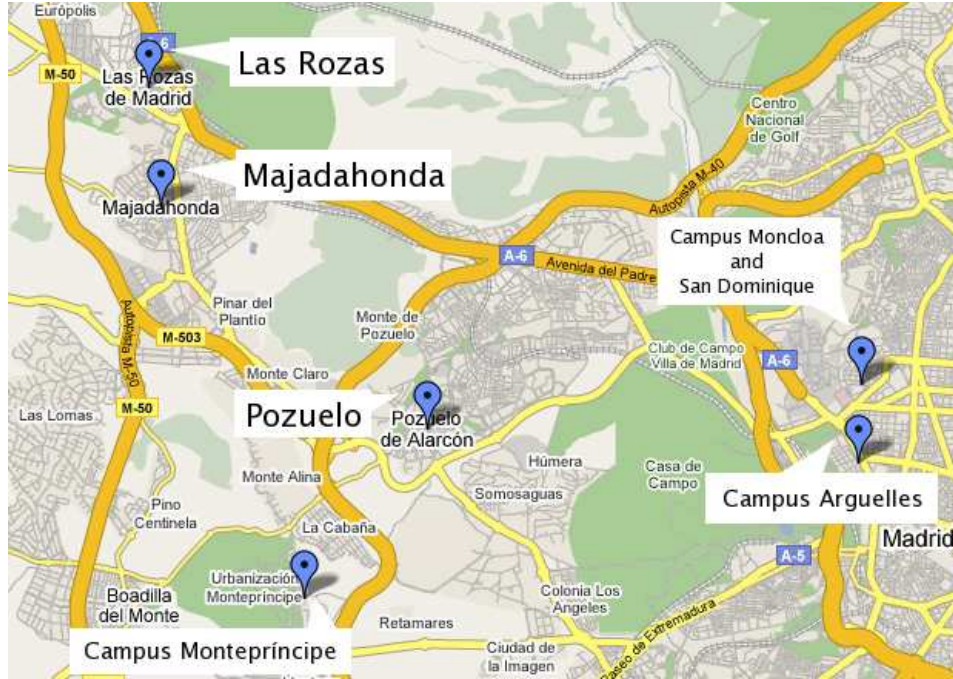 Európolis
A-6
Las Rozas
M-50
Las Rozas
de Madrid
Centro
Nacional
de Golf
Majadahonda
Majadahonda
Autopista M-40
Campus Moncloa
and
San Dominique
A-6
Avenida del Padre
Pinar del
Plantío
Autopista M-50
Monte de
Pozuelo
M-503
Club de Campo
Villa de Madrid
A-6
Monte Claro
M-50
Las Lomas
Pozuelo
Pozuelo
de Alarcón
Húmera
Casa de
Campo
Monte Alina
Somosaguas
Campus Arguelles
Pino
Centinela
La Cabaña
Madrid
A-5
Urbanización
Montepríncipe
Boadilla
del Monte
Colonia Los
Angeles
Retamares
Paseo de Extremadura
Campus Montepríncipe
Ciudad de
la Imagen